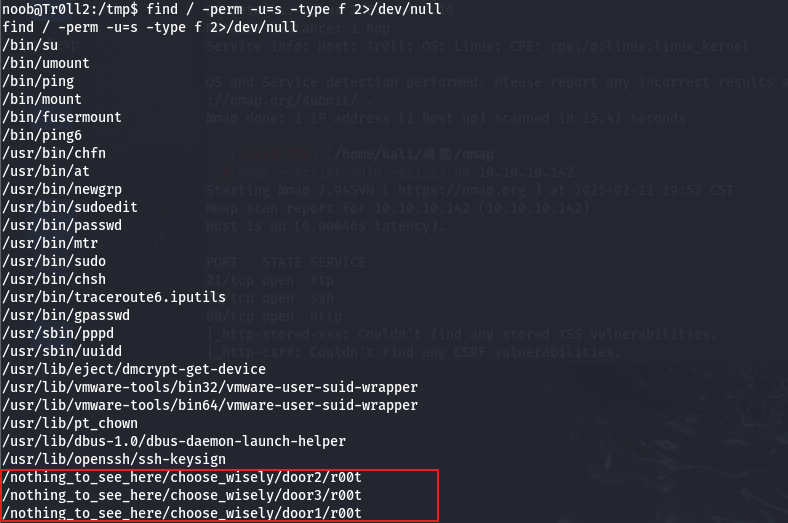 noob@Tr0ll2:/tmp$ find / -perm -u=s -type f 2>/dev/null
find / -perm -u=s -type f 2>/dev/null
/bin/su
Service Info: Host: Tr0ll; OS: Linux; CPE: cpe:/o:linux:linux_kernel
/bin/umount
/bin/ping
OS and Service detection performed. Please report any incorrect results a
/bin/mount
://nmap.org/submit/ .
/bin/fusermount
Nmap done: 1 IP address (1 host up) scanned in 15.47 seconds
/bin/ping6
/usr/bin/chfn
[/home/kali/桌面/nmap]
/usr/bin/at
nmap --script=vuln -p21,22,80 10.10.10.142
/usr/bin/newgrp
Starting Nmap 7.94SVN ( https://nmap.org ) at 2025-02-11 19:53 CST
/usr/bin/sudoedit
Nmap scan report for 10.10.10.142 (10.10.10.142)
/usr/bin/passwd
Host is up (0.00046s latency).
/usr/bin/mtr
/usr/bin/sudo
PORT STATE SERVICE
/usr/bin/chsh
21/tcp open ftp
/usr/bin/traceroute6.iputils
/tcp open ssh
/usr/bin/gpasswd
80/tcp open http
/usr/sbin/pppd
|_http-stored-xss: Couldn't find any stored XSS vulnerabilities.
/usr/sbin/uuidd
|_http-csrf: Couldn't find any CSRF vulnerabilities.
/usr/lib/eject/dmcrypt-get-device
/usr/lib/vmware-tools/bin32/vmware-user-suid-wrapper
/usr/lib/vmware-tools/bin64/vmware-user-suid-wrapper
/usr/lib/pt_chown
/usr/lib/dbus-1.0/dbus-daemon-launch-helper
/usr/lib/openssh/ssh-keysign
/nothing_to_see_here/choose_wisely/door2/r00t
/nothing_to_see_here/choose_wisely/door3/r00t
/nothing_to_see_here/choose_wisely/door1/r00t